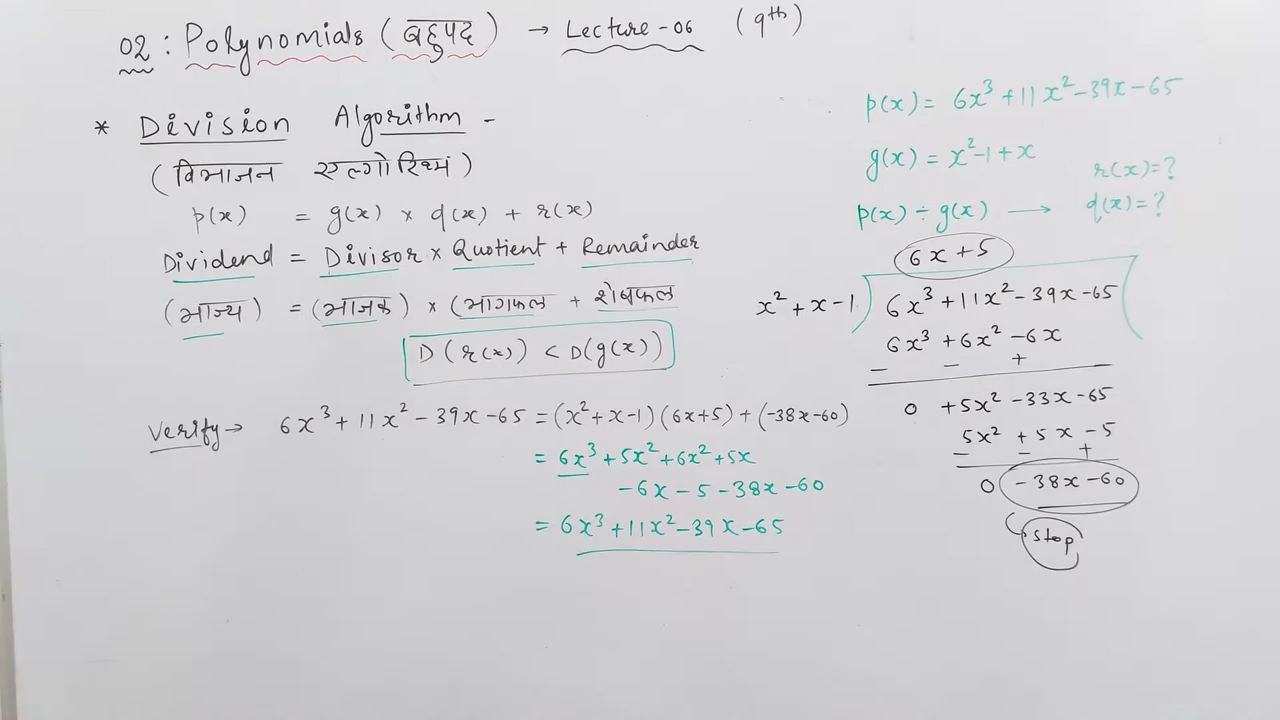 02 : Polynomials (बहुपद) → Lecture-06 (9th)
* Division Algorithm -
(विभाजन एल्गोरिथ्म)
p(x) = g(x) × q(x) + r(x)
Dividend = Divisor × Quotient + Remainder
(भाज्य) = (भाजक) × (भागफल + शेषफल
D(r(x)) < D(g(x))
Verify → 6x³ + 11x² - 39x - 65 = (x² + x - 1) (6x+5) + (-38x-60)
= 6x³ + 5x² + 6x² + 5x
-6x - 5 - 38x - 60
= 6x³ + 11x² - 39x - 65
p(x) = 6x³ + 11x² - 39x - 65
g(x) = x² - 1 + x
r(x) = ?
p(x) ÷ g(x) → q(x) = ?
6x + 5
x² + x - 1 ) 6x³ + 11x² - 39x - 65 (
6x³ + 6x² - 6x
- - +
0 + 5x² - 33x - 65
5x² + 5x - 5
- - +
0 - 38x - 60
↳ Stop